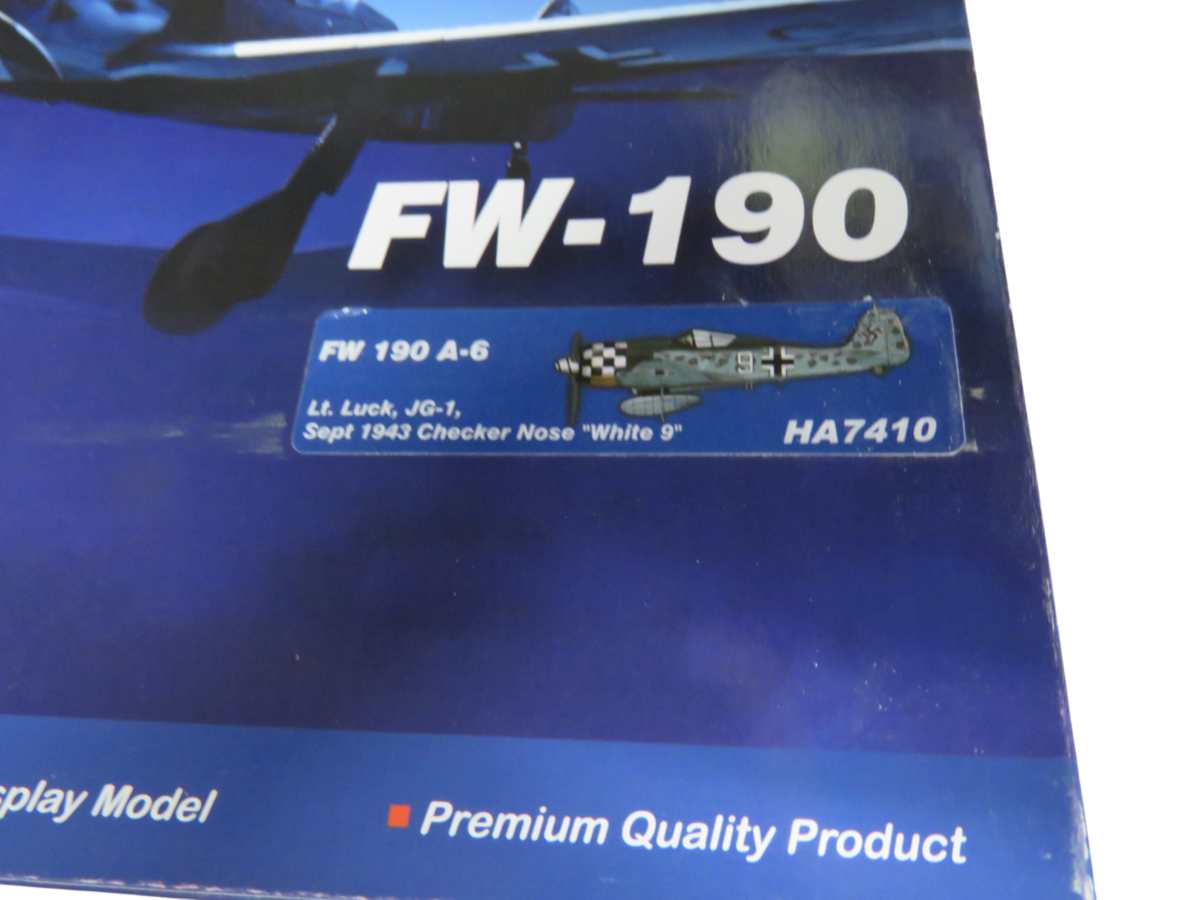 FW-190
FW 190 A-6
9
Lt. Luck, JG-1,
Sept 1943 Checker Nose "White 9"
HA7410
Model
Premium Quality Product